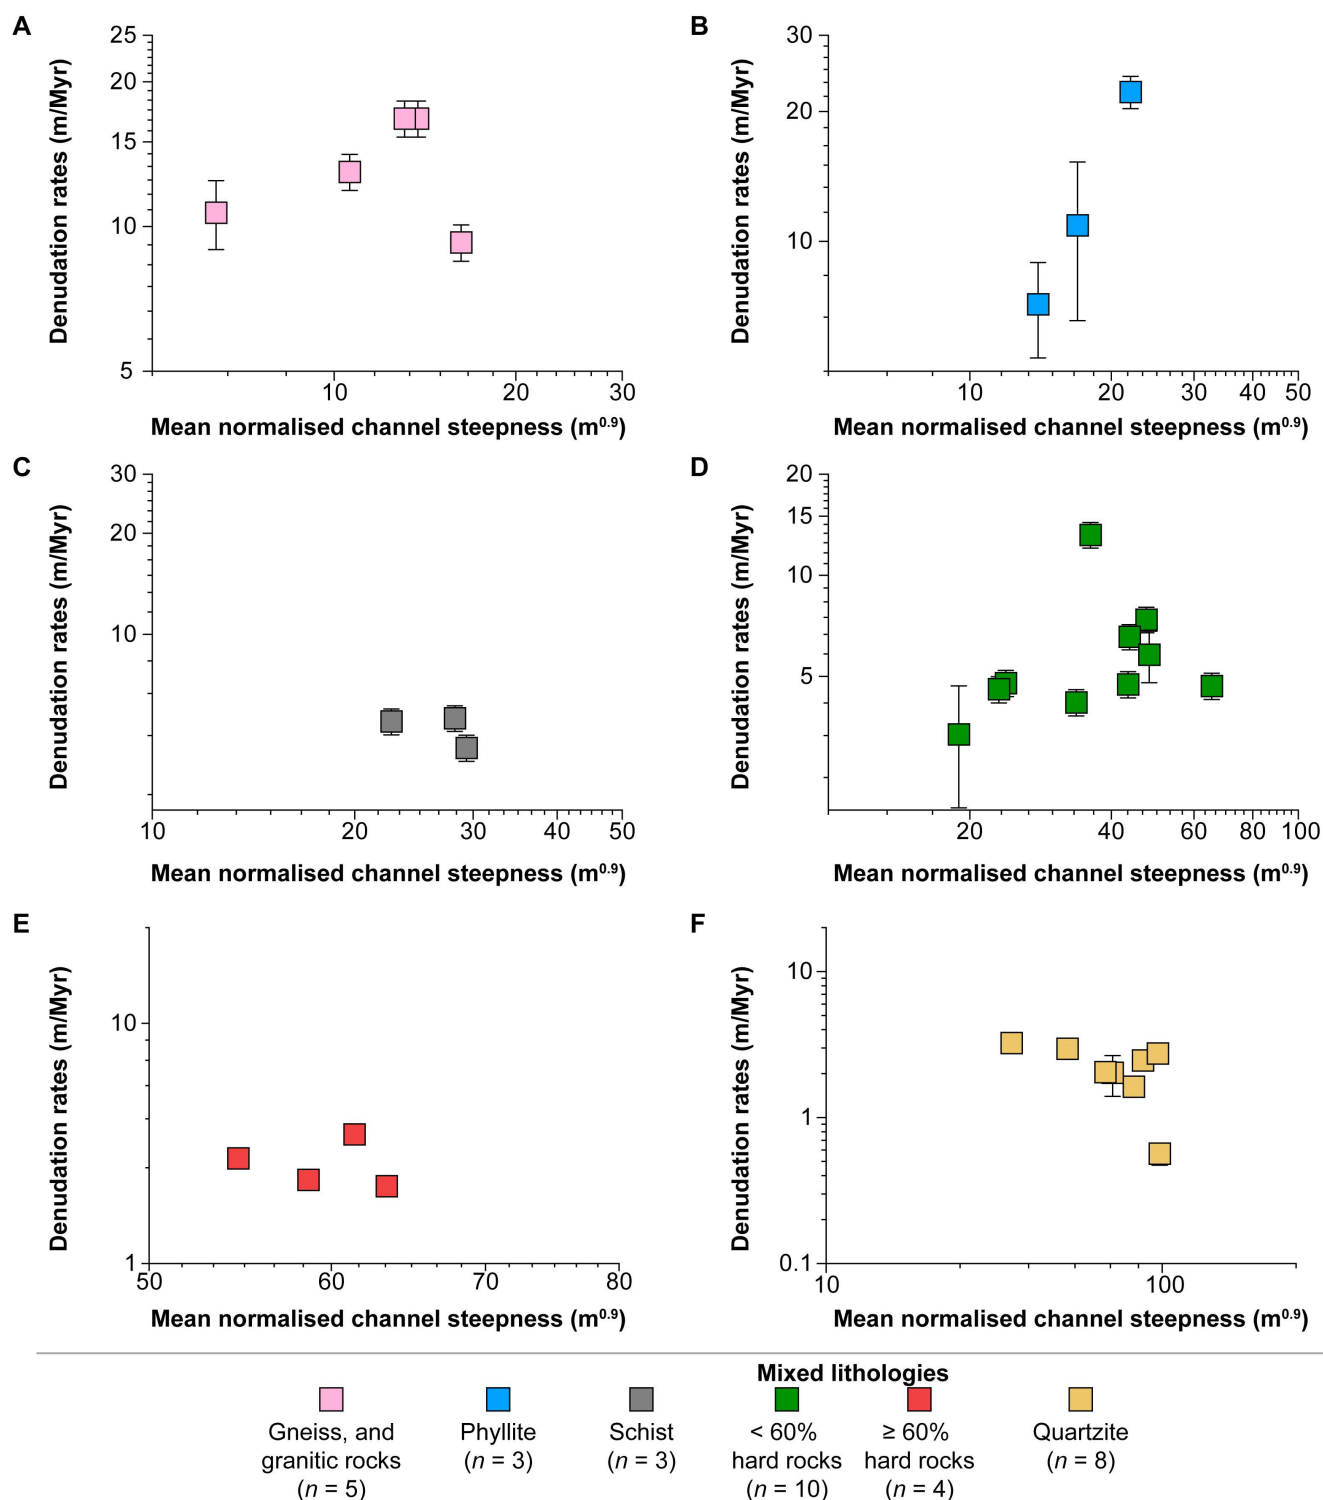 A
Denudation rates (m/Myr)
25
20
15
10
5
10
20
30
Mean normalised channel steepness (m^0.9)
B
Denudation rates (m/Myr)
30
20
10
10
20
30
40
50
Mean normalised channel steepness (m^0.9)
C
Denudation rates (m/Myr)
30
20
10
10
20
30
40
50
Mean normalised channel steepness (m^0.9)
D
Denudation rates (m/Myr)
20
15
10
5
20
40
60
80
100
Mean normalised channel steepness (m^0.9)
E
Denudation rates (m/Myr)
10
1
50
60
70
80
Mean normalised channel steepness (m^0.9)
F
Denudation rates (m/Myr)
10
1
0.1
10
100
Mean normalised channel steepness (m^0.9)
Mixed lithologies
Gneiss, and
granitic rocks
(n = 5)
Phyllite
(n = 3)
Schist
(n = 3)
< 60%
hard rocks
(n = 10)
≥ 60%
hard rocks
(n = 4)
Quartzite
(n = 8)